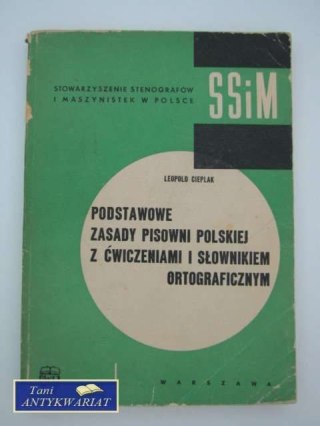 STOWARZYSZENIE STENOGRAFÓW
I MASZYNISTEK W POLSCE
SSiM
LEOPOLD CIEPLAK
PODSTAWOWE
ZASADY PISOWNI POLSKIEJ
Z ĆWICZENIAMI I SŁOWNIKIEM
ORTOGRAFICZNYM
WARSZAWA
Tani
ANTYKWARIAT